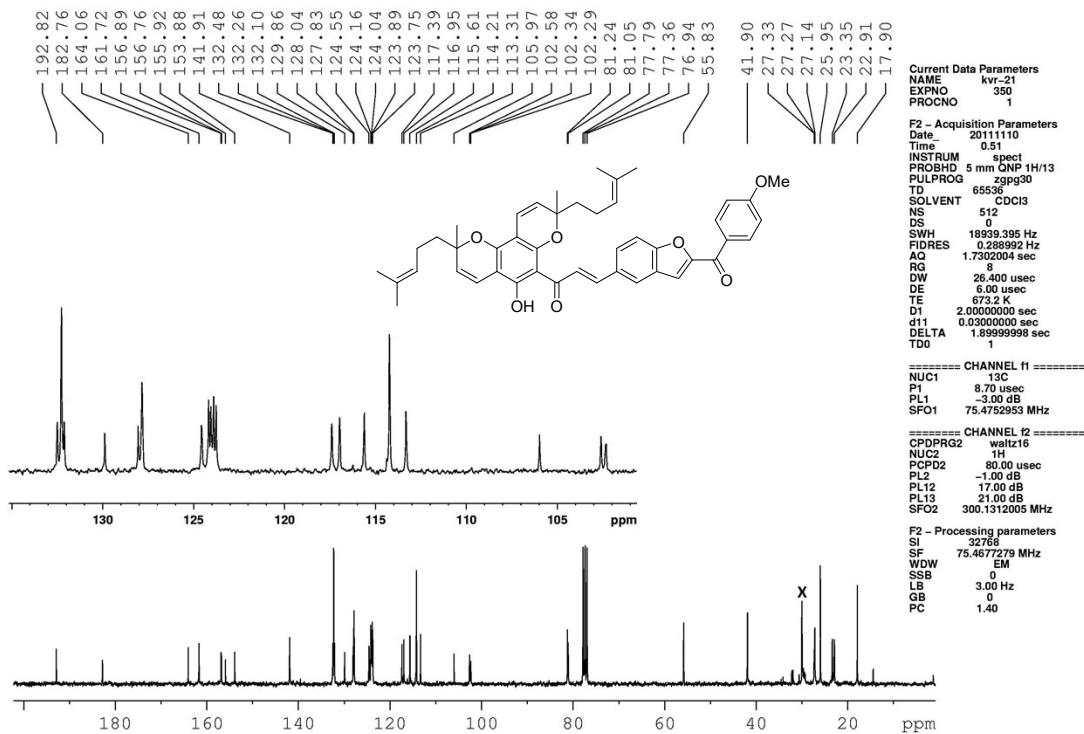 192.82
182.76
164.06
161.72
156.89
156.76
155.92
153.88
141.91
132.48
132.26
132.10
129.86
128.04
127.83
124.55
124.16
124.04
123.89
123.75
117.39
116.95
115.61
114.21
113.31
105.97
102.58
102.34
102.29
81.24
81.05
77.79
77.36
76.94
55.83
41.90
27.33
27.27
27.14
25.95
23.35
22.91
17.90
Current Data Parameters
NAME kvr-21
EXPNO 350
PROCNO 1
F2 - Acquisition Parameters
Date_ 20111110
Time 0.51
INSTRUM spect
PROBHD 5 mm QNP 1H/13
PULPROG zgpg30
TD 65536
SOLVENT CDCl3
NS 512
DS 0
SWH 18939.395 Hz
FIDRES 0.288992 Hz
AQ 1.7302004 sec
RG 8
DW 26.400 usec
DE 6.00 usec
TE 673.2 K
D1 2.00000000 sec
d11 0.03000000 sec
DELTA 1.89999998 sec
TD0 1
======== CHANNEL f1 ========
NUC1 13C
P1 8.70 usec
PL1 -3.00 dB
SFO1 75.4752953 MHz
======== CHANNEL f2 ========
CPDPRG2 waltz16
NUC2 1H
PCPD2 80.00 usec
PL2 -1.00 dB
PL12 17.00 dB
PL13 21.00 dB
SFO2 300.1312005 MHz
F2 - Processing parameters
SI 32768
SF 75.4677279 MHz
WDW EM
SSB 0
LB 3.00 Hz
GB 0
PC 1.40
OMe
O
O
O
O
OH
O
130 125 120 115 110 105 ppm
X
180 160 140 120 100 80 60 40 20 ppm